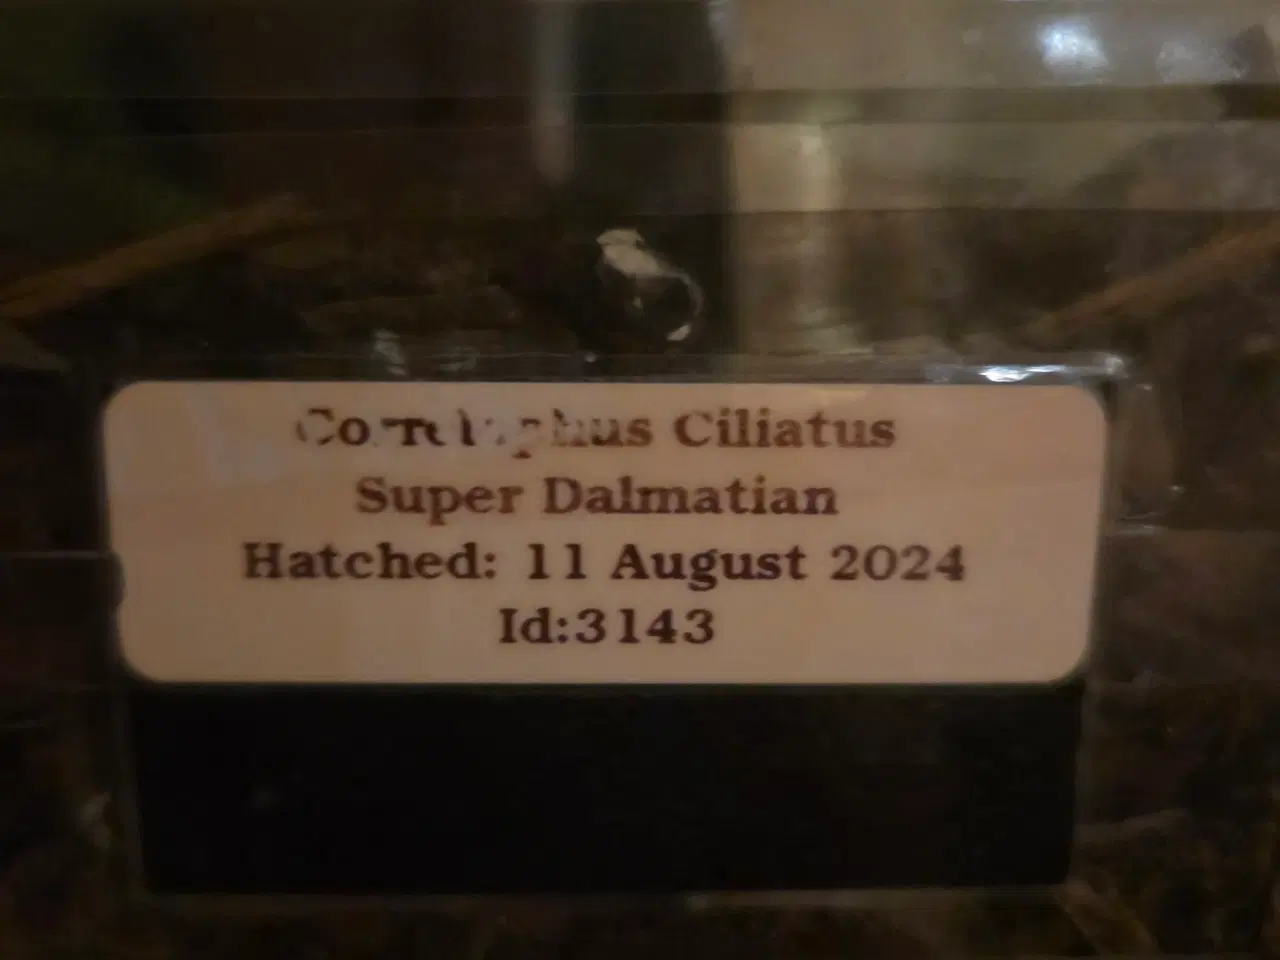 Ciliatus
Super Dalmatian
Hatched: 11 August 2024
Id:3143